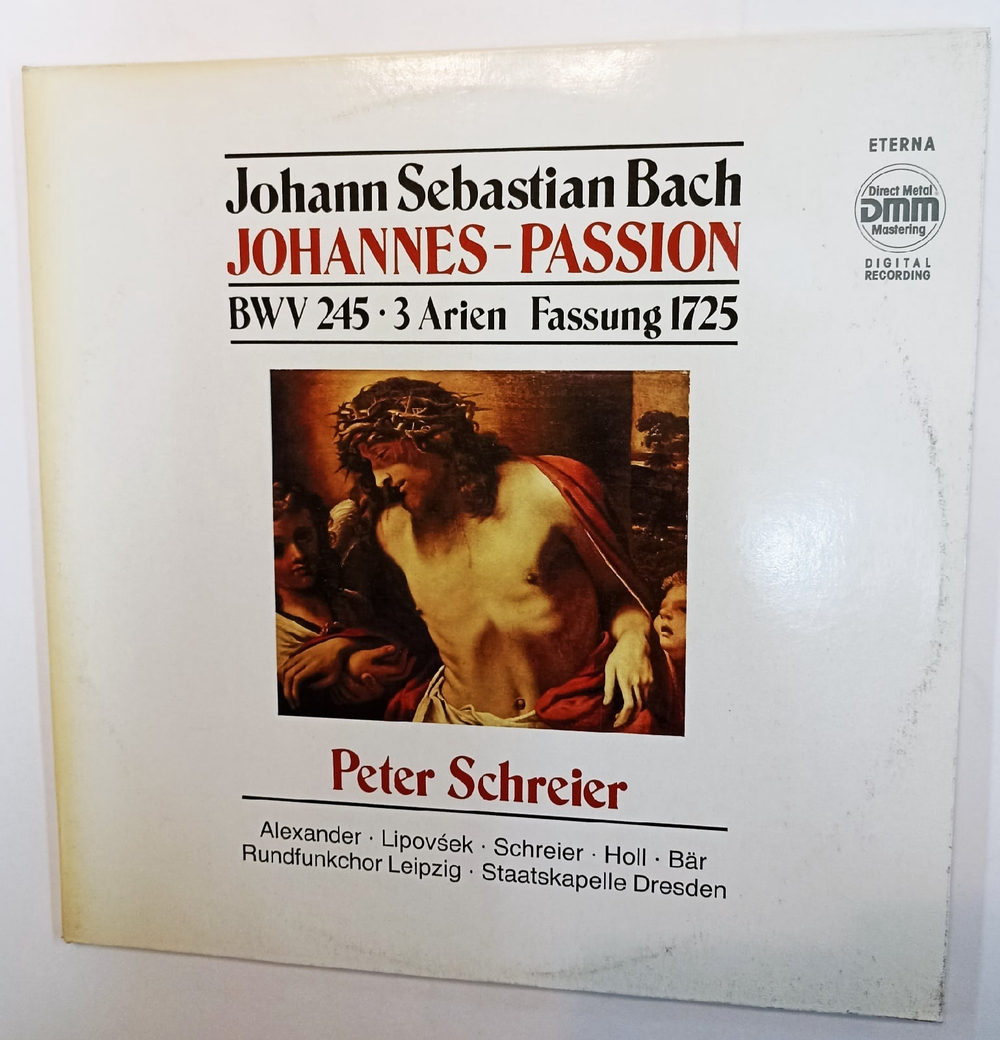 Johann Sebastian Bach
JOHANNES-PASSION
BWV 245 · 3 Arien Fassung 1725
ETERNA
Direct Metal
DMM
Mastering
DIGITAL
RECORDING
Peter Schreier
Alexander · Lipovśek · Schreier · Holl · Bär
Rundfunkchor Leipzig · Staatskapelle Dresden